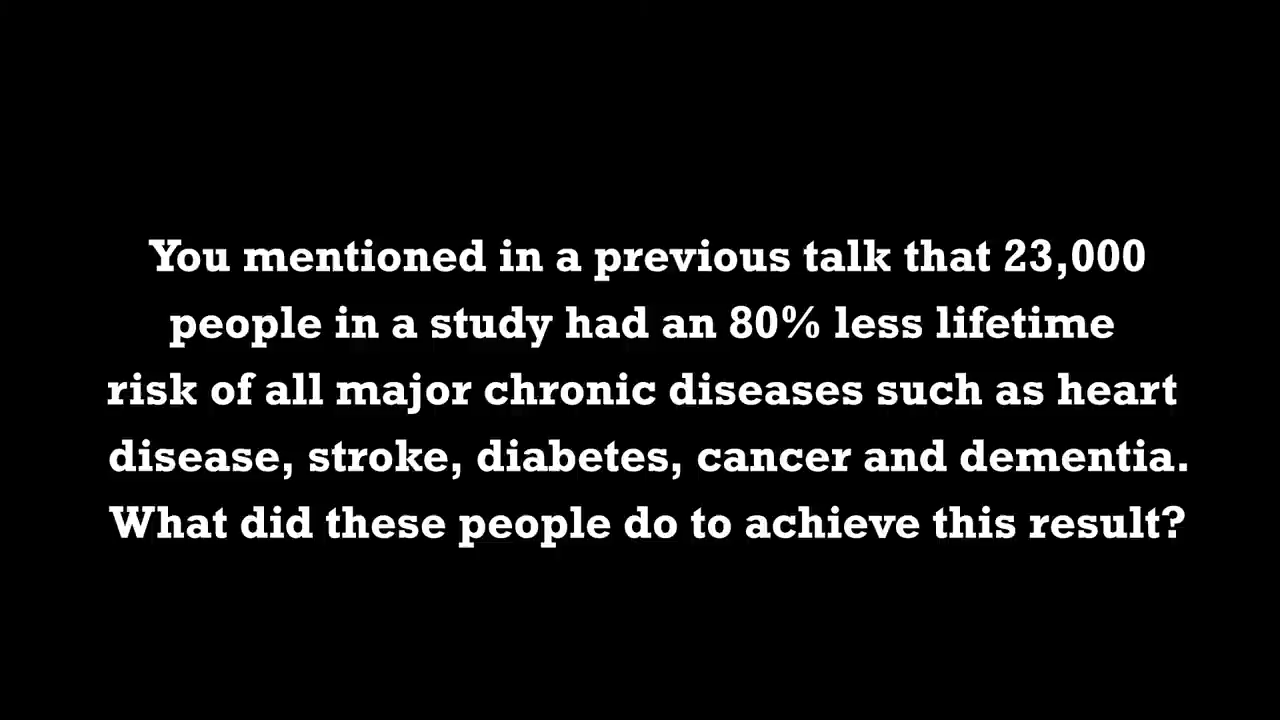 You mentioned in a previous talk that 23,000
people in a study had an 80% less lifetime
risk of all major chronic diseases such as heart
disease, stroke, diabetes, cancer and dementia.
What did these people do to achieve this result?